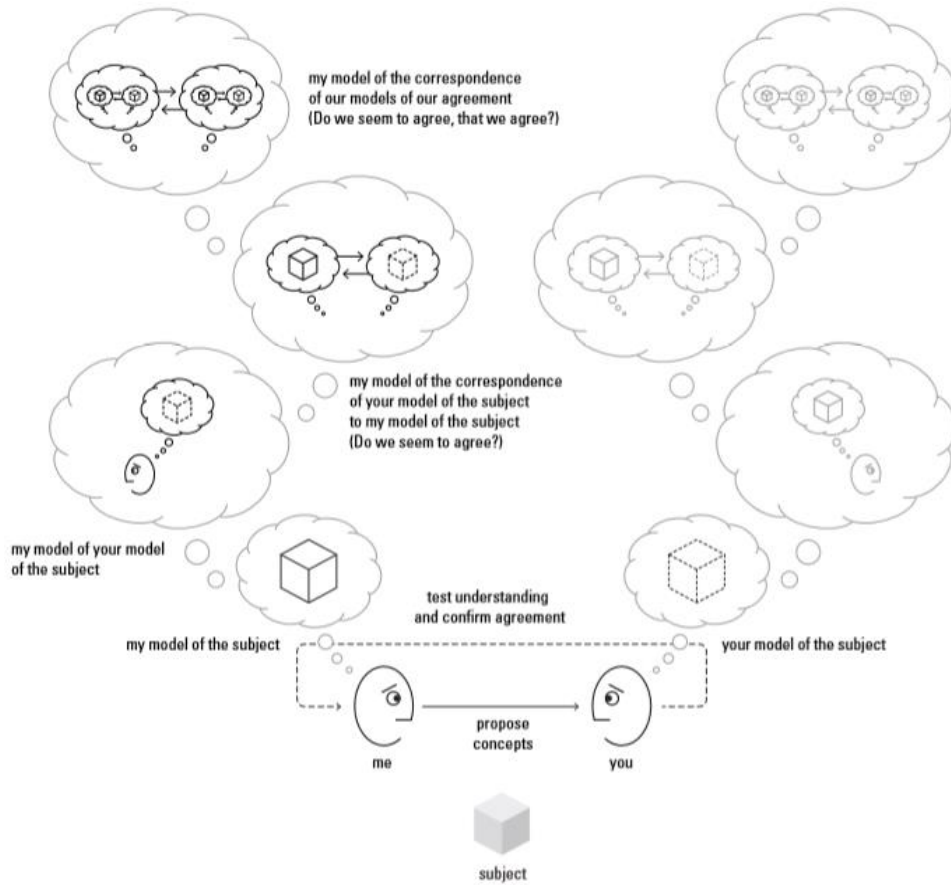 my model of the correspondence
of our models of our agreement
(Do we seem to agree, that we agree?)
my model of the correspondence
of your model of the subject
to my model of the subject
(Do we seem to agree?)
my model of your model
of the subject
test understanding
and confirm agreement
my model of the subject
your model of the subject
propose
concepts
me
you
subject